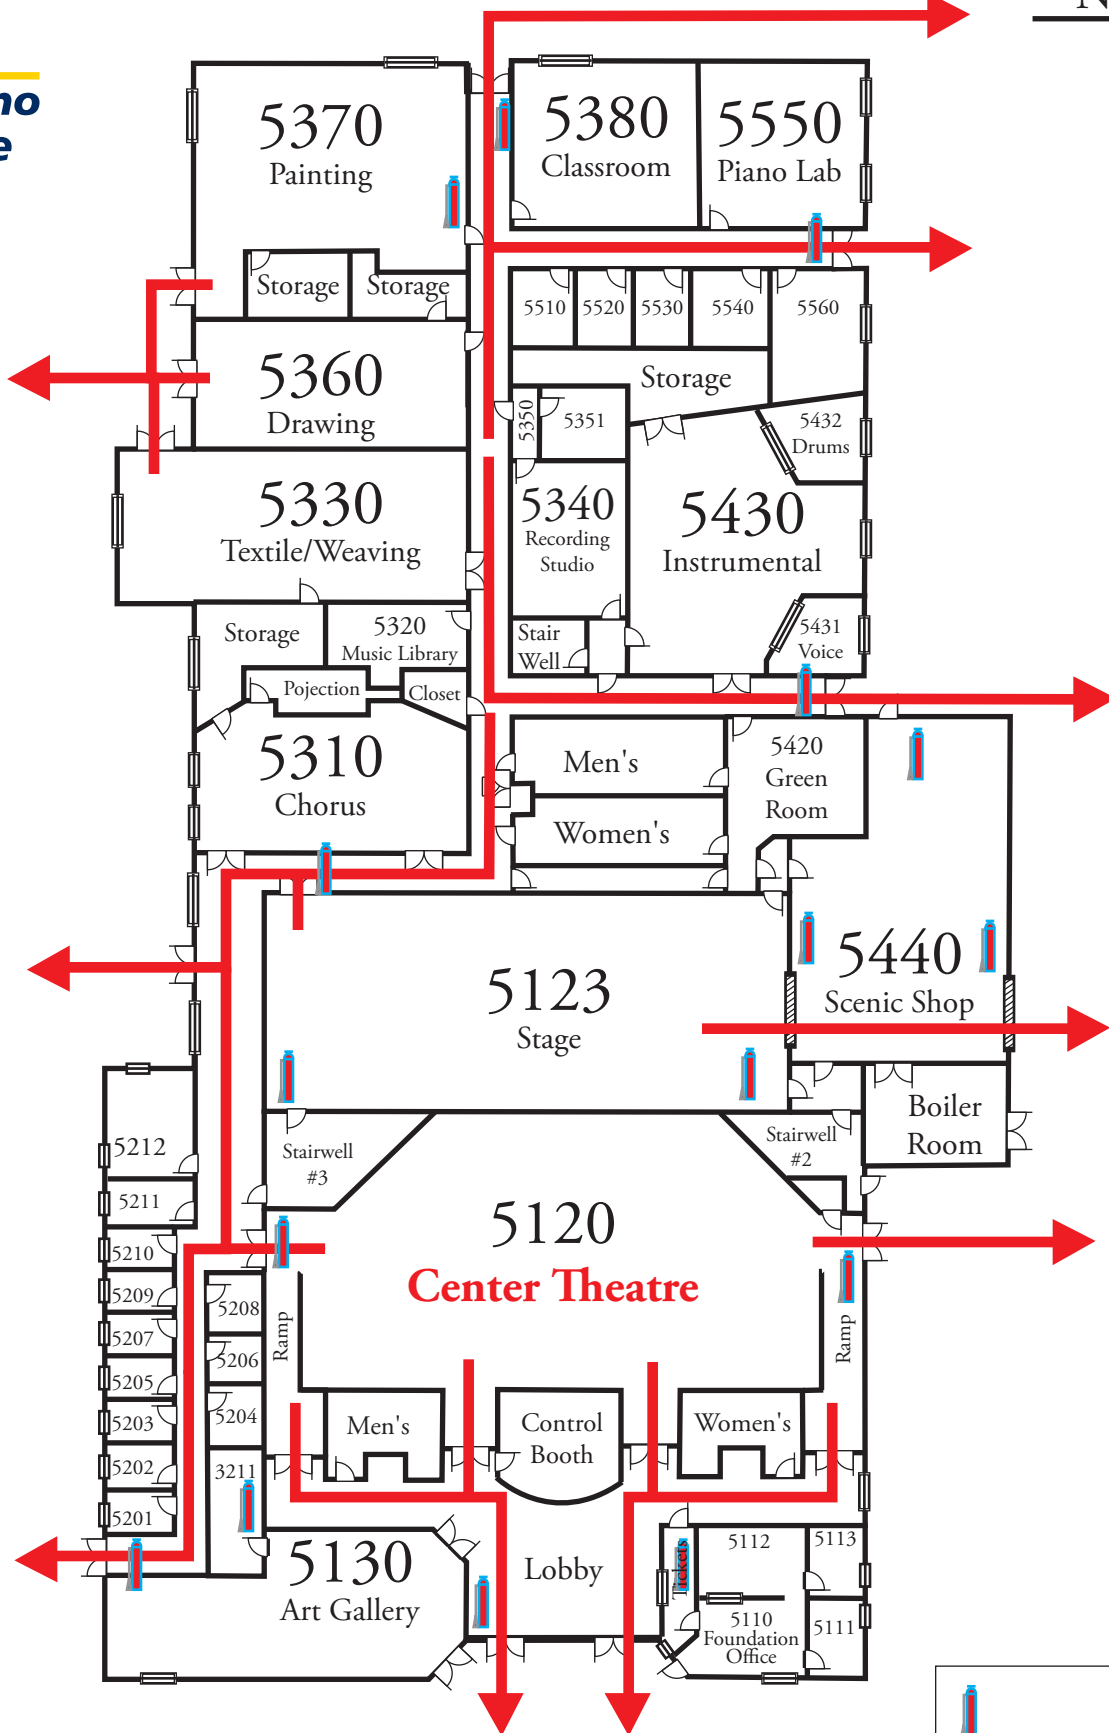 no
e
N
5370
Painting
5380
Classroom
5550
Piano Lab
Storage
Storage
5510
5520
5530
5540
5560
5360
Drawing
Storage
5350
5351
5432
Drums
5330
Textile/Weaving
5340
Recording
Studio
5430
Instrumental
Storage
5320
Music Library
Stair
Well
5431
Voice
Pojection
Closet
5310
Chorus
Men's
Women's
5420
Green
Room
5123
Stage
5440
Scenic Shop
Boiler
Room
5212
5211
5210
5209
5207
5205
5203
5202
5201
Stairwell
#3
Stairwell
#2
5120
Center Theatre
5208
5206
5204
3211
Ramp
Ramp
Men's
Control
Booth
Women's
5130
Art Gallery
Lobby
Tickets
5112
5113
5110
Foundation
Office
5111